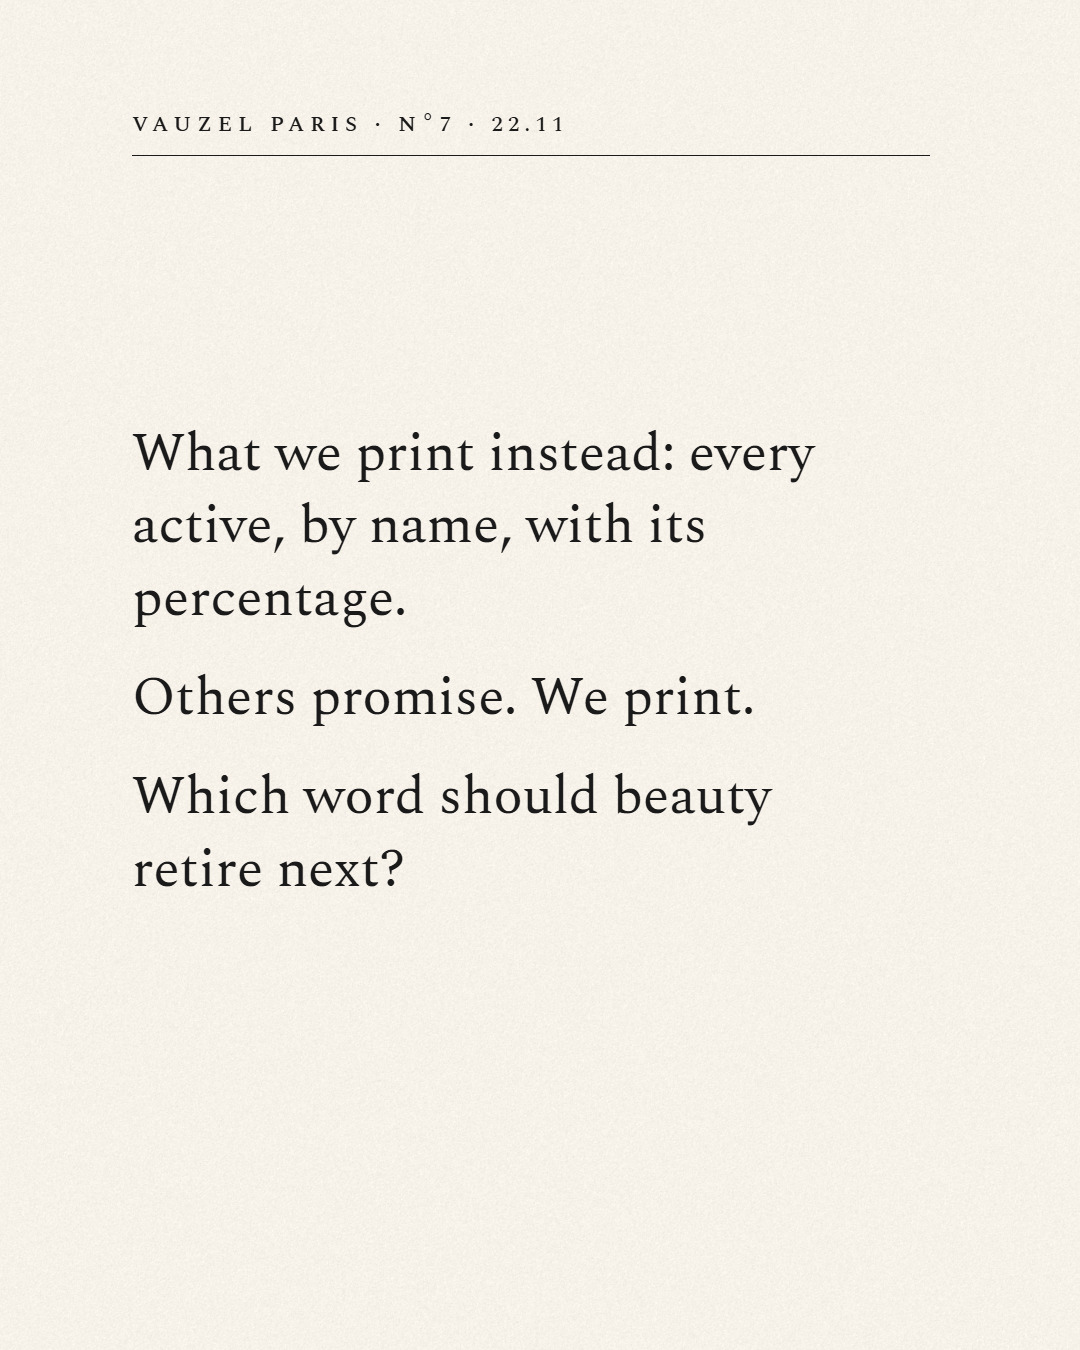 VAUZEL PARIS · N°7 · 22.11
What we print instead: every
active, by name, with its
percentage.
Others promise. We print.
Which word should beauty
retire next?